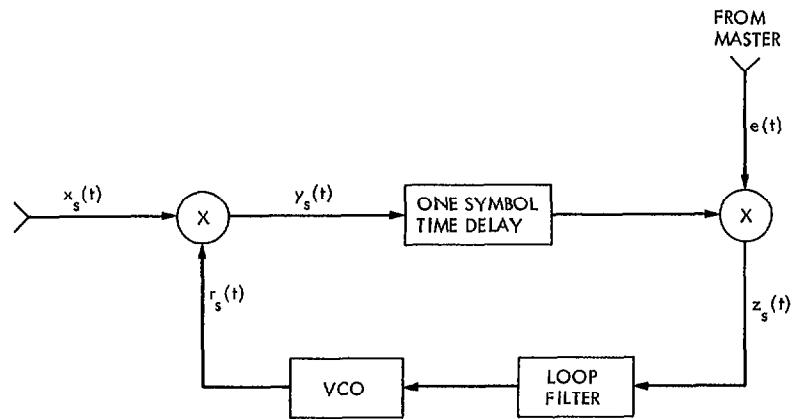 FROM
MASTER
e(t)
x_s(t)
X
y_s(t)
ONE SYMBOL
TIME DELAY
X
r_s(t)
z_s(t)
VCO
LOOP
FILTER